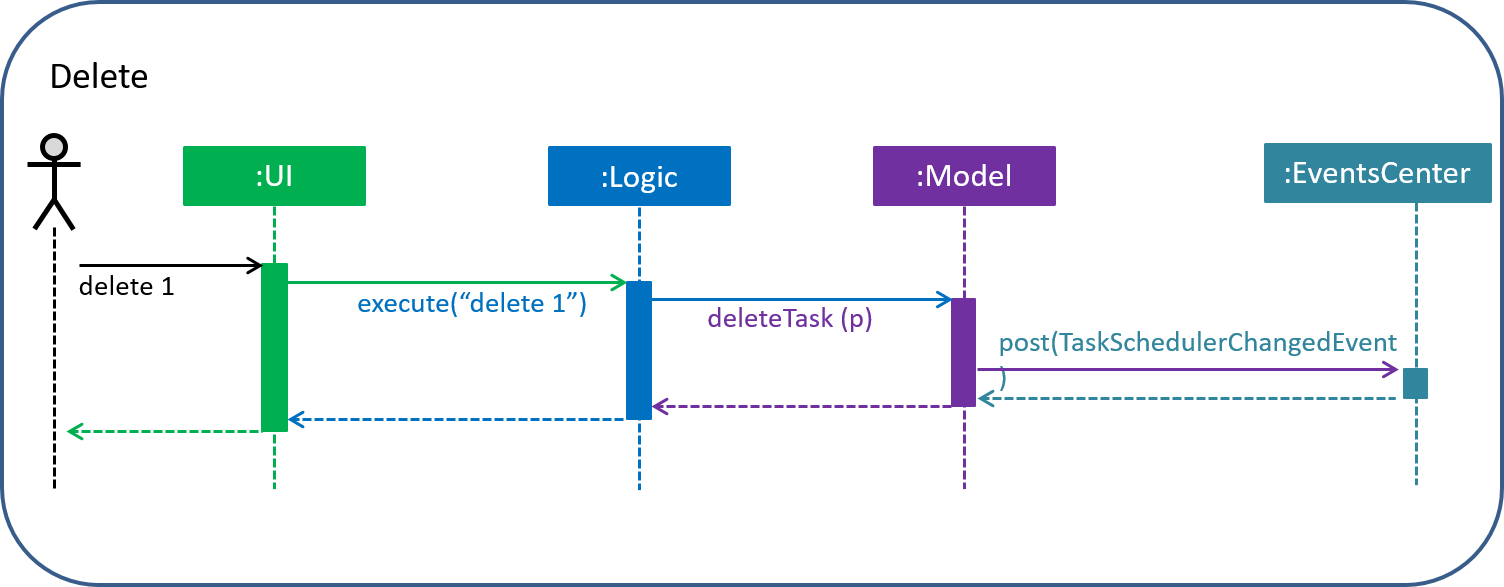 Delete
:UI
:Logic
:Model
:EventsCenter
delete 1
execute(“delete 1”)
deleteTask (p)
post(TaskSchedulerChangedEvent
)